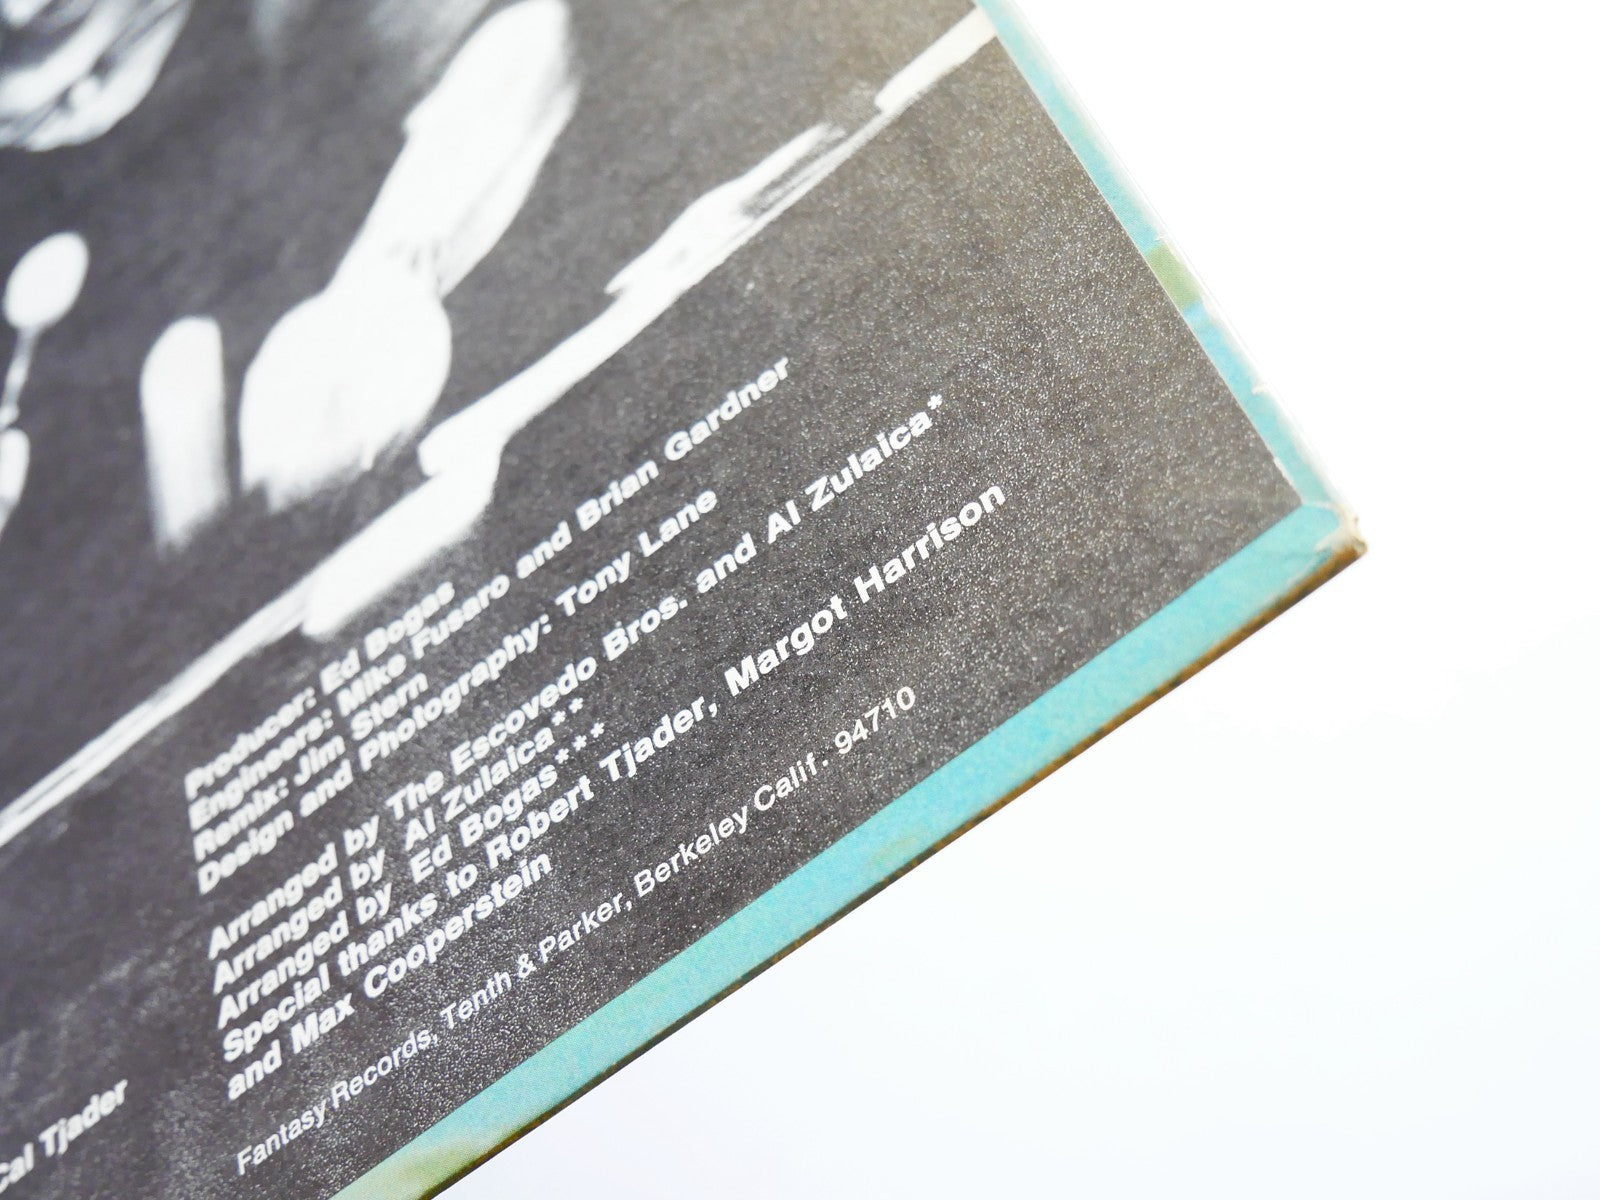 Producer: Ed Bogas
Engineers: Mike Fusaro and Brian Gardner
Remix: Jim Stern
Design and Photography: Tony Lane
Arranged by The Escovedo Bros. and Al Zulaica*
Arranged by Al Zulaica**
Arranged by Ed Bogas***
Special thanks to Robert Tjader, Margot Harrison
and Max Cooperstein
Fantasy Records, Tenth & Parker, Berkeley Calif. 94710
Cal Tjader